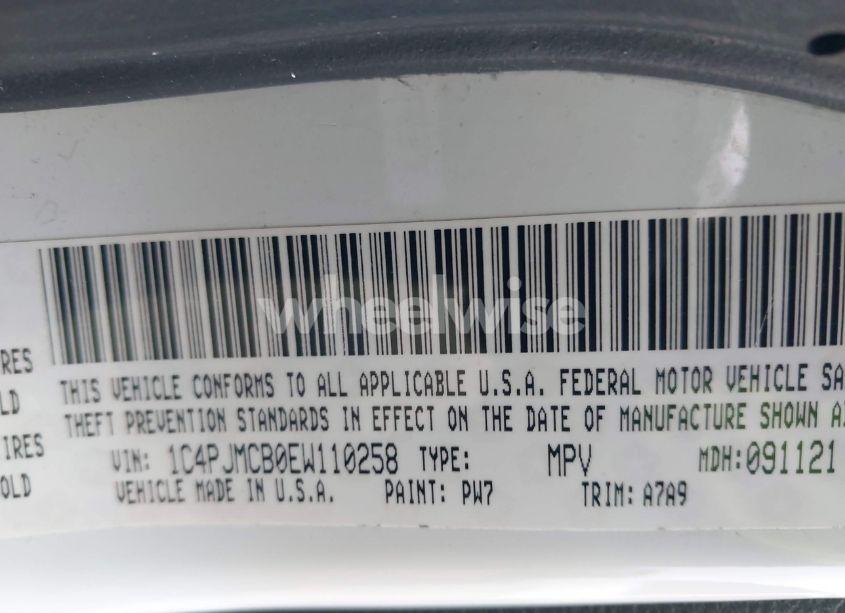 wheelwise
RES
LD
IRES
OLD
THIS VEHICLE CONFORMS TO ALL APPLICABLE U.S.A. FEDERAL MOTOR VEHICLE SA
THEFT PREVENTION STANDARDS IN EFFECT ON THE DATE OF MANUFACTURE SHOWN
VIN: 1C4PJMCB0EW110258 TYPE: MPV MDH:091121
VEHICLE MADE IN U.S.A. PAINT: PW7 TRIM: A7A9